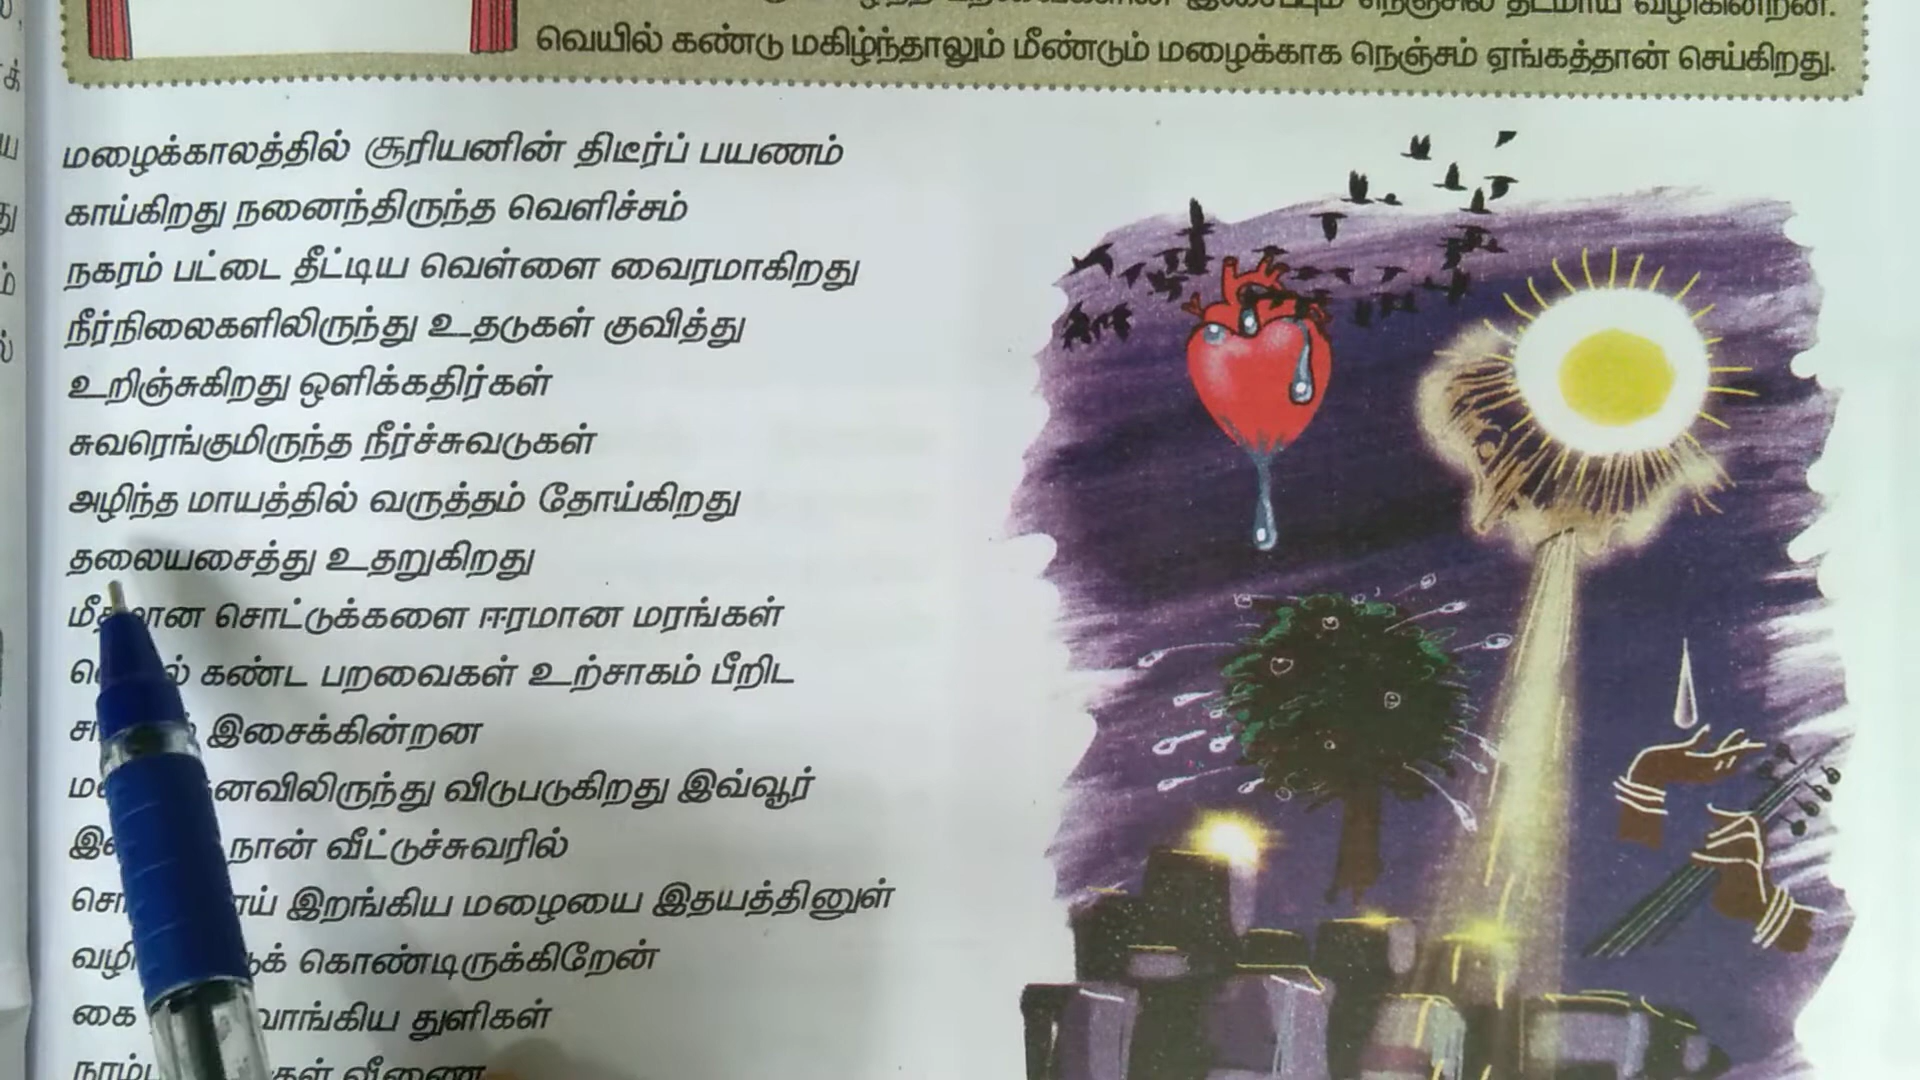 நெஞ்சில் தடமாய் வழிகின்றன.
வெயில் கண்டு மகிழ்ந்தாலும் மீண்டும் மழைக்காக நெஞ்சம் ஏங்கத்தான் செய்கிறது.
மழைக்காலத்தில் சூரியனின் திடீர்ப் பயணம்
காய்கிறது நனைந்திருந்த வெளிச்சம்
நகரம் பட்டை தீட்டிய வெள்ளை வைரமாகிறது
நீர்நிலைகளிலிருந்து உதடுகள் குவித்து
உறிஞ்சுகிறது ஒளிக்கதிர்கள்
சுவரெங்குமிருந்த நீர்ச்சுவடுகள்
அழிந்த மாயத்தில் வருத்தம் தோய்கிறது
தலையசைத்து உதறுகிறது
சொட்டுக்களை ஈரமான மரங்கள்
கண்ட பறவைகள் உற்சாகம் பீறிட
இசைக்கின்றன
விடுபடுகிறது இவ்வூர்
நான் வீட்டுச்சுவரில்
இறங்கிய மழையை இதயத்தினுள்
கொண்டிருக்கிறேன்
கை வாங்கிய துளிகள்
வீணை